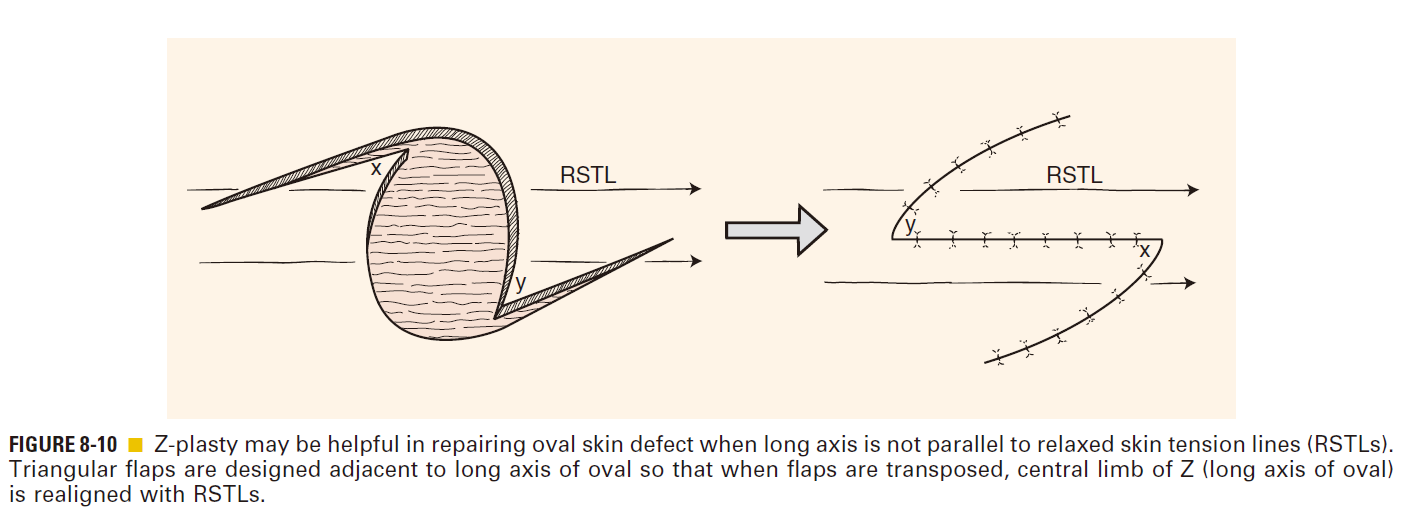 x
y
RSTL
y
x
RSTL
FIGURE 8-10 ■ Z-plasty may be helpful in repairing oval skin defect when long axis is not parallel to relaxed skin tension lines (RSTLs).
Triangular flaps are designed adjacent to long axis of oval so that when flaps are transposed, central limb of Z (long axis of oval)
is realigned with RSTLs.